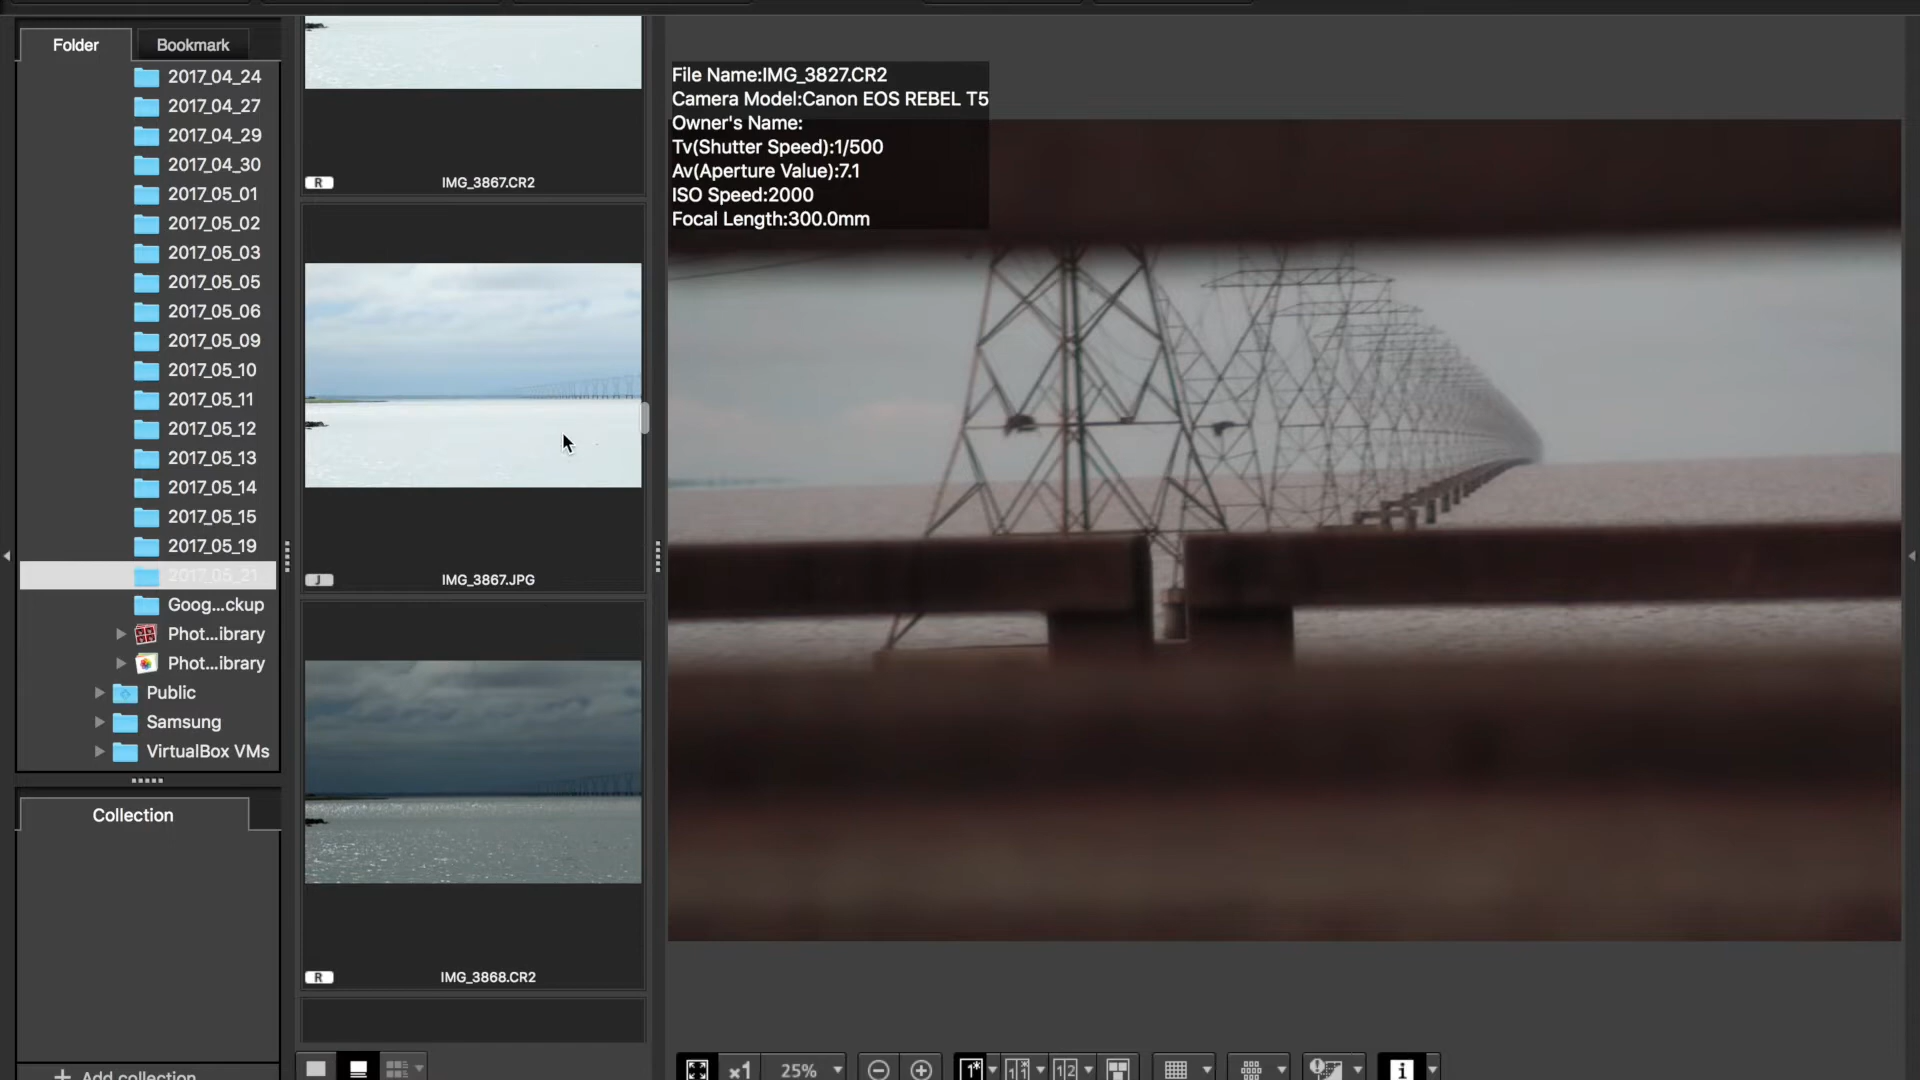 Folder
Bookmark
2017_04_24
2017_04_27
2017_04_29
2017_04_30
2017_05_01
2017_05_02
2017_05_03
2017_05_05
2017_05_06
2017_05_09
2017_05_10
2017_05_11
2017_05_12
2017_05_13
2017_05_14
2017_05_15
2017_05_19
2017_05_21
Goog...ckup
Phot...ibrary
Phot...ibrary
Public
Samsung
VirtualBox VMs
Collection
Add collection
R IMG_3867.CR2
J IMG_3867.JPG
R IMG_3868.CR2
File Name:IMG_3827.CR2
Camera Model:Canon EOS REBEL T5
Owner's Name:
Tv(Shutter Speed):1/500
Av(Aperture Value):7.1
ISO Speed:2000
Focal Length:300.0mm
x1 25%